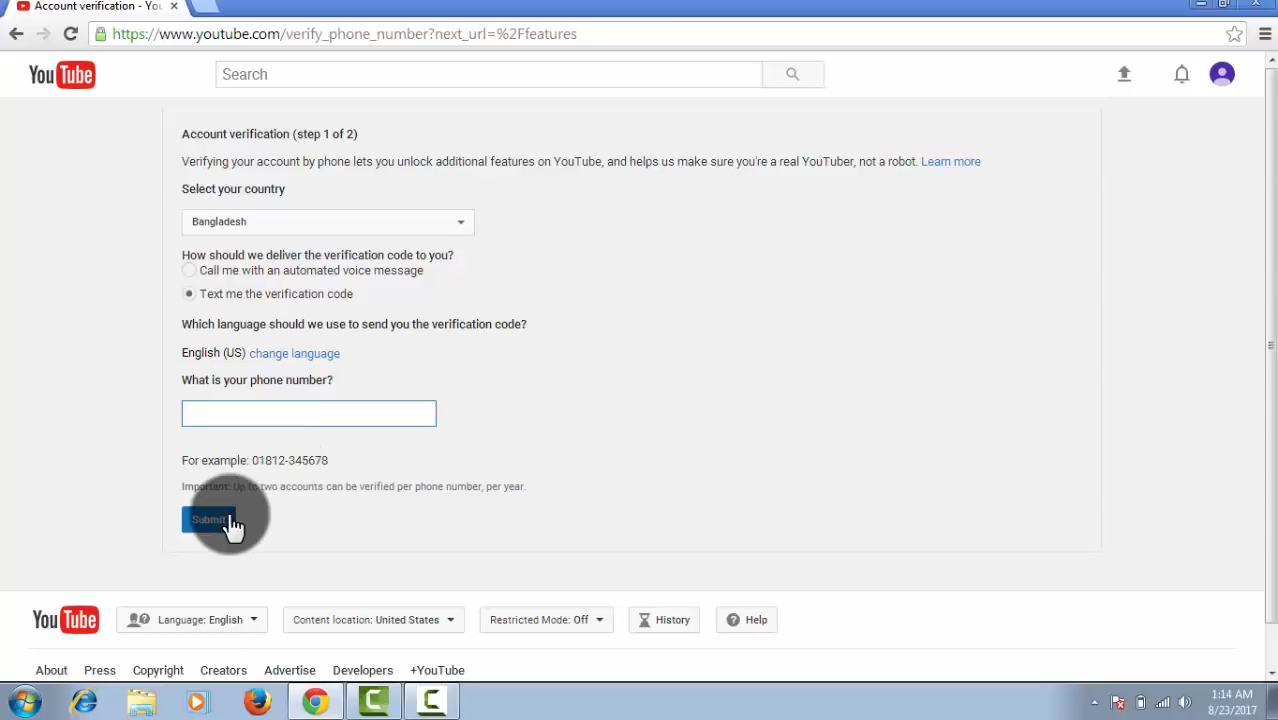 Account verification - You
https://www.youtube.com/verify_phone_number?next_url=%2Ffeatures
YouTube
Search
Account verification (step 1 of 2)
Verifying your account by phone lets you unlock additional features on YouTube, and helps us make sure you're a real YouTuber, not a robot. Learn more
Select your country
Bangladesh
How should we deliver the verification code to you?
Call me with an automated voice message
Text me the verification code
Which language should we use to send you the verification code?
English (US) change language
What is your phone number?
For example: 01812-345678
Important: Up to two accounts can be verified per phone number, per year.
Submit
YouTube
Language: English
Content location: United States
Restricted Mode: Off
History
Help
About Press Copyright Creators Advertise Developers +YouTube
1:14 AM
8/23/2017